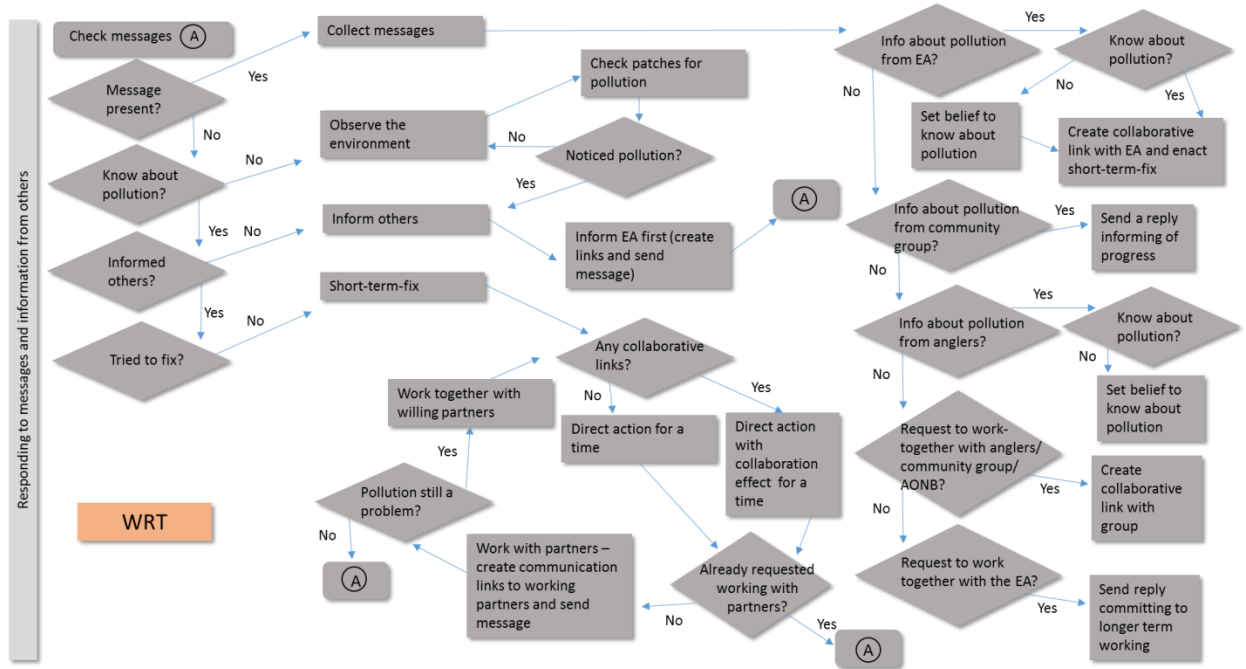 Responding to messages and information from others
Check messages A
Message
present?
Yes
No
Know about
pollution?
No
Yes
Informed
others?
No
Yes
Tried to fix?
No
WRT
Collect messages
Observe the
environment
Check patches for
pollution
No
Noticed pollution?
Yes
Inform others
Inform EA first (create
links and send
message)
A
Short-term-fix
Any collaborative
links?
No
Yes
Work together with
willing partners
Direct action for a
time
Direct action
with
collaboration
effect for a
time
Yes
Pollution still a
problem?
No
A
Work with partners –
create communication
links to working
partners and send
message
Already requested
working with
partners?
No
Yes
A
Info about pollution
from EA?
Yes
No
Know about
pollution?
No
Yes
Set belief to
know about
pollution
Create collaborative
link with EA and enact
short-term-fix
Info about pollution
from community
group?
Yes
No
Send a reply
informing of
progress
Info about pollution
from anglers?
Yes
No
Know about
pollution?
No
Set belief to
know about
pollution
Request to work-
together with anglers/
community group/
AONB?
Yes
No
Create
collaborative
link with
group
Request to work
together with the EA?
Yes
Send reply
committing to
longer term
working